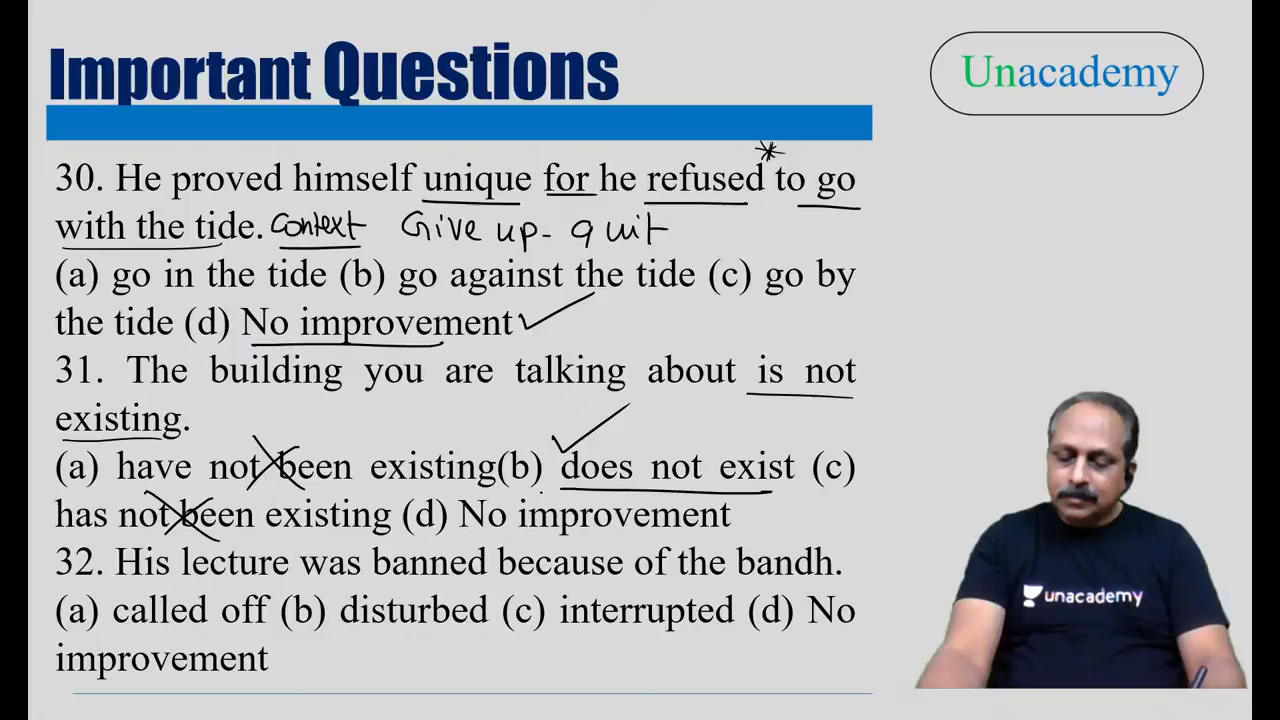 Important Questions
Unacademy
30. He proved himself unique for he refused to go
with the tide. Context Give up - quit
(a) go in the tide (b) go against the tide (c) go by
the tide (d) No improvement
31. The building you are talking about is not
existing.
(a) have not been existing(b) does not exist (c)
has not been existing (d) No improvement
32. His lecture was banned because of the bandh.
(a) called off (b) disturbed (c) interrupted (d) No
improvement
unacademy